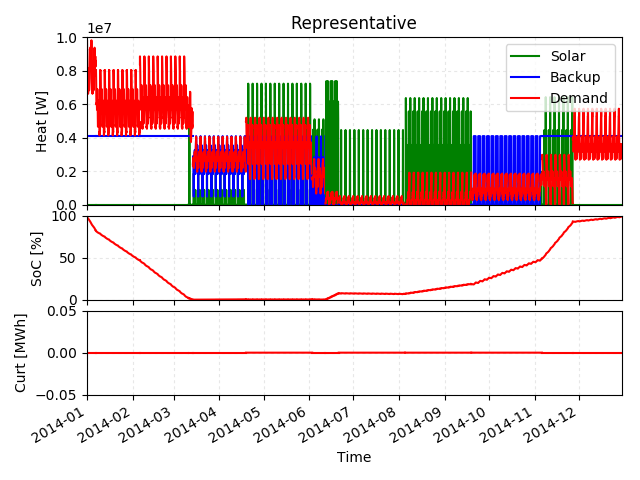 Representative
1e7
1.0
0.8
0.6
0.4
0.2
0.0
Heat [W]
Solar
Backup
Demand
100
50
0
SoC [%]
0.05
0.00
−0.05
Curt [MWh]
2014-01
2014-02
2014-03
2014-04
2014-05
2014-06
2014-07
2014-08
2014-09
2014-10
2014-11
2014-12
Time